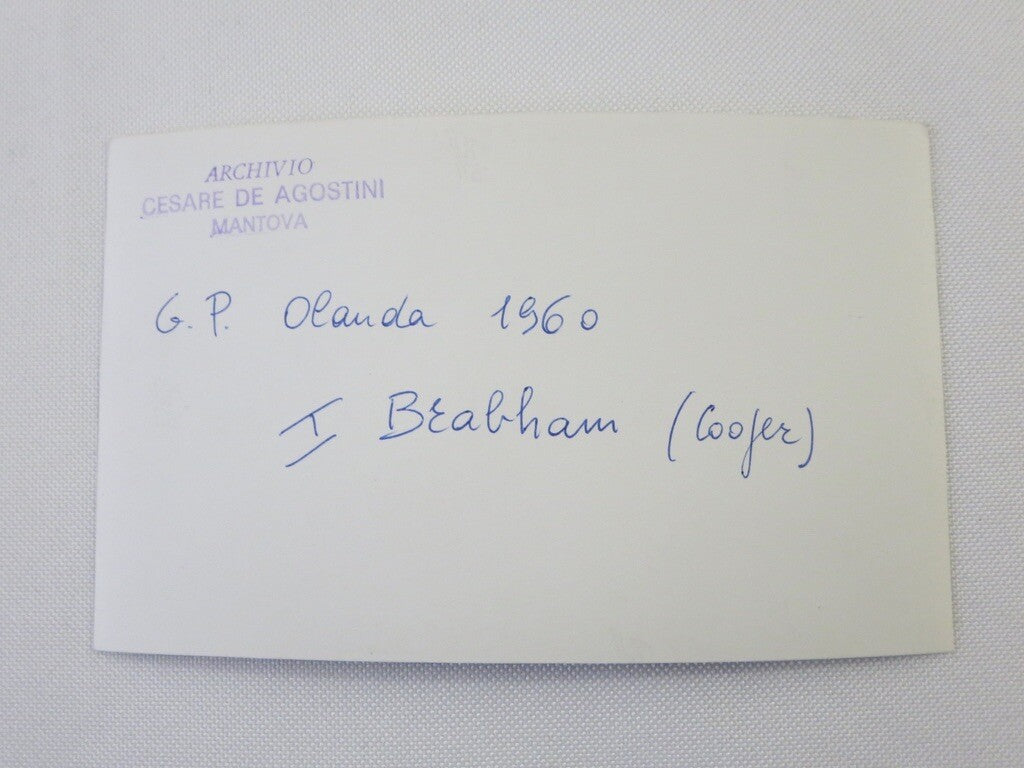 ARCHIVIO
CESARE DE AGOSTINI
MANTOVA
G. P. Olanda 1960
I Brabham (Cooper)